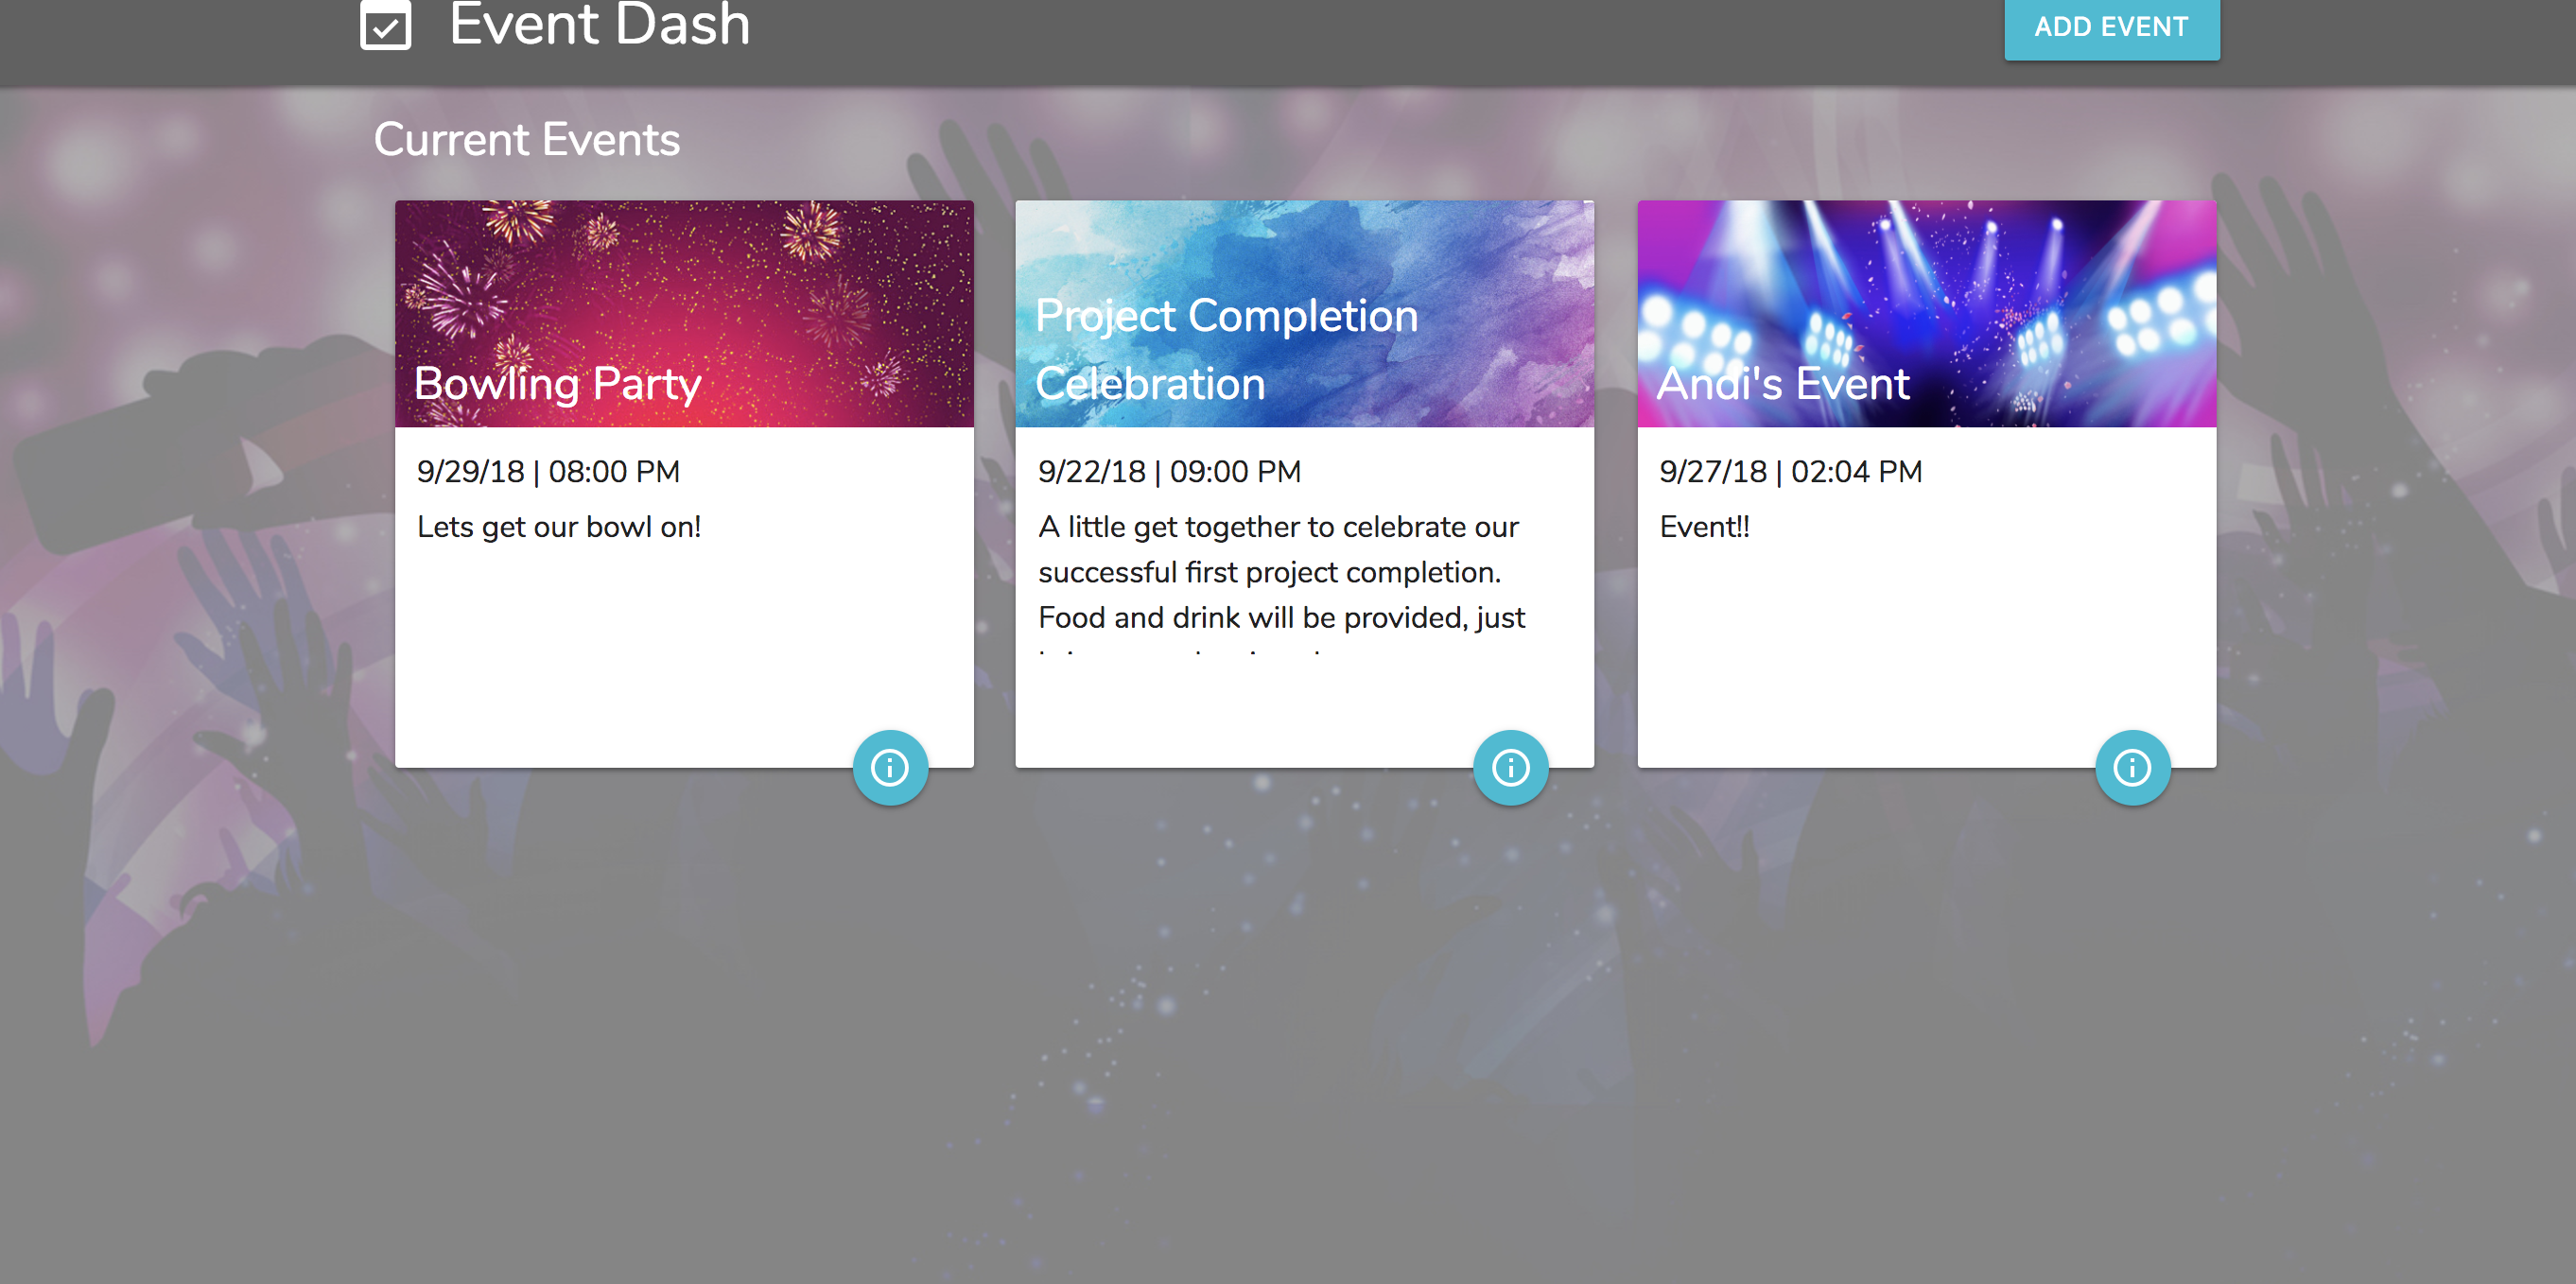 Event Dash
ADD EVENT
Current Events
Bowling Party
9/29/18 | 08:00 PM
Lets get our bowl on!
Project Completion
Celebration
9/22/18 | 09:00 PM
A little get together to celebrate our
successful first project completion.
Food and drink will be provided, just
Andi's Event
9/27/18 | 02:04 PM
Event!!